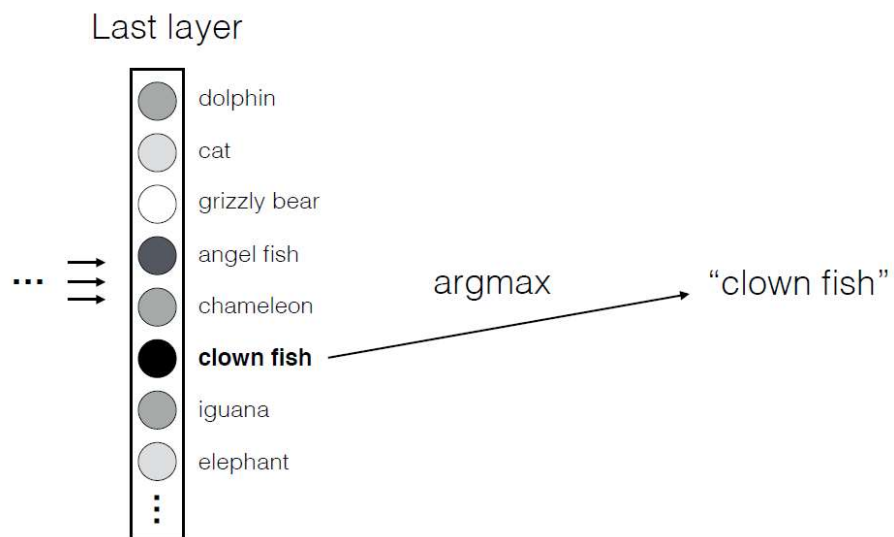 Last layer
dolphin
cat
grizzly bear
angel fish
chameleon
clown fish
iguana
elephant
...
...
argmax
“clown fish”